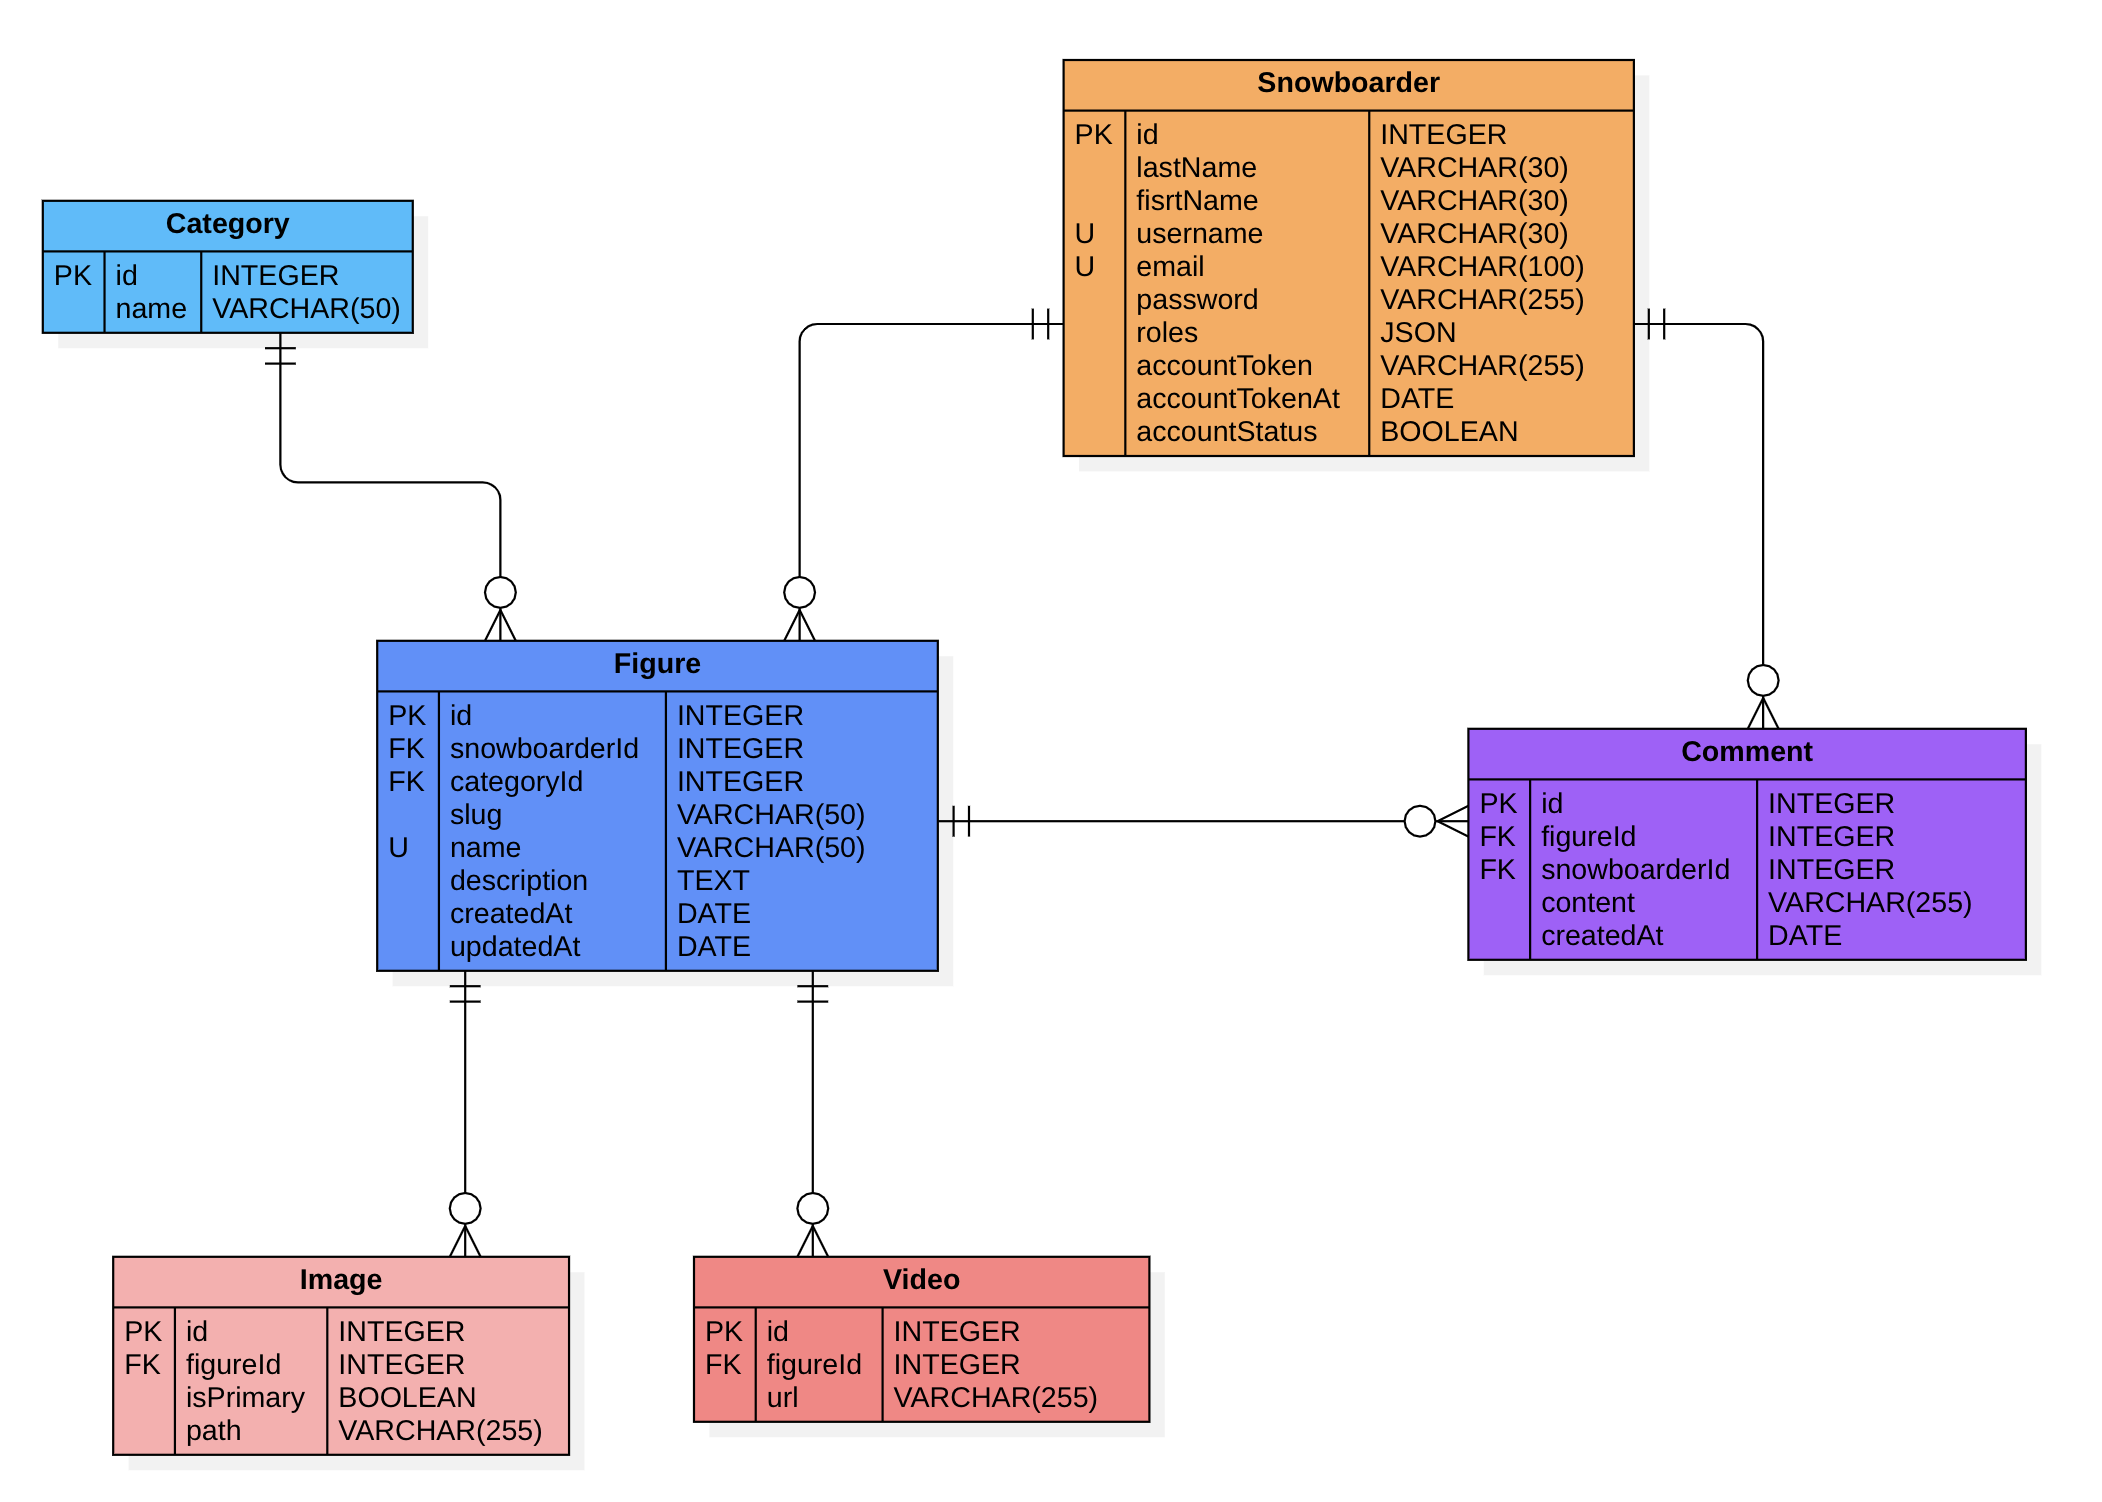 Snowboarder
PK id INTEGER
lastName VARCHAR(30)
fisrtName VARCHAR(30)
U username VARCHAR(30)
U email VARCHAR(100)
password VARCHAR(255)
roles JSON
accountToken VARCHAR(255)
accountTokenAt DATE
accountStatus BOOLEAN
Category
PK id INTEGER
name VARCHAR(50)
Figure
PK id INTEGER
FK snowboarderId INTEGER
FK categoryId INTEGER
slug VARCHAR(50)
U name VARCHAR(50)
description TEXT
createdAt DATE
updatedAt DATE
Comment
PK id INTEGER
FK figureId INTEGER
FK snowboarderId INTEGER
content VARCHAR(255)
createdAt DATE
Image
PK id INTEGER
FK figureId INTEGER
isPrimary BOOLEAN
path VARCHAR(255)
Video
PK id INTEGER
FK figureId INTEGER
url VARCHAR(255)